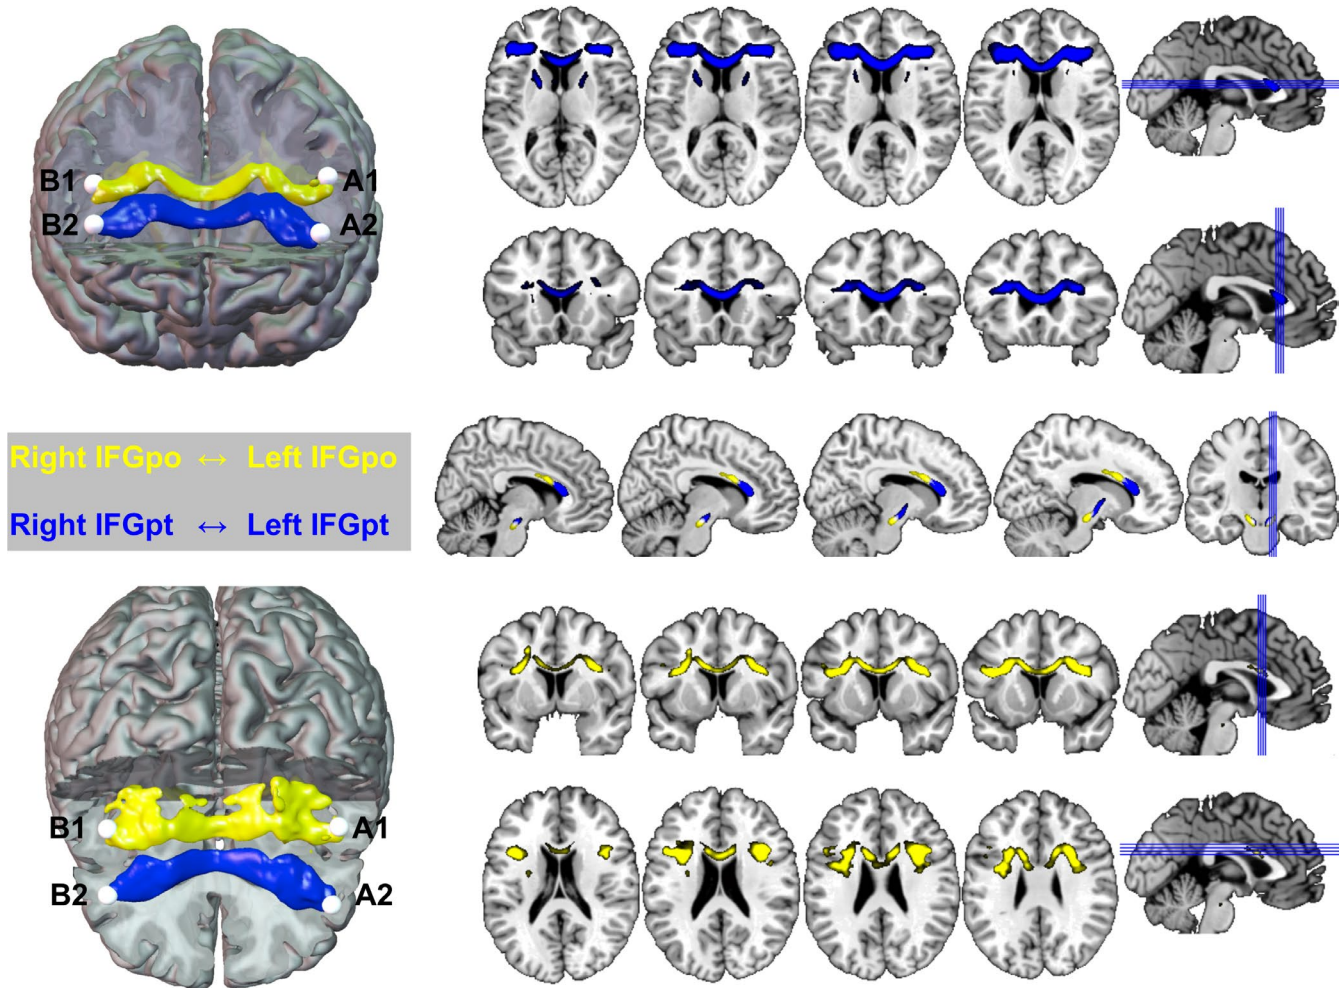 B1 A1
B2 A2
Right IFGpo ↔ Left IFGpo
Right IFGpt ↔ Left IFGpt
B1 A1
B2 A2